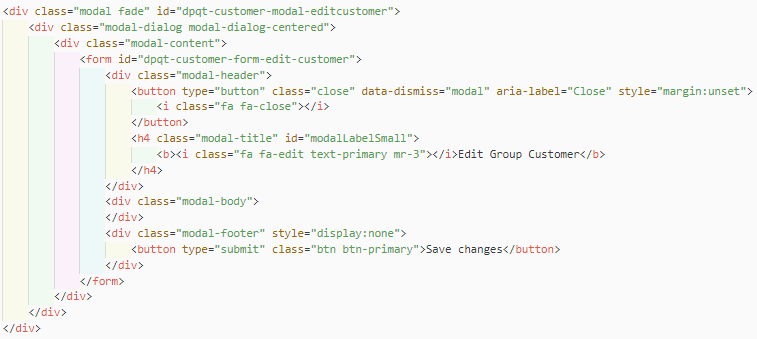 <div class="modal fade" id="dpqt-customer-modal-editcustomer">
<div class="modal-dialog modal-dialog-centered">
<div class="modal-content">
<form id="dpqt-customer-form-edit-customer">
<div class="modal-header">
<button type="button" class="close" data-dismiss="modal" aria-label="Close" style="margin:unset">
<i class="fa fa-close"></i>
</button>
<h4 class="modal-title" id="modalLabelSmall">
<b><i class="fa fa-edit text-primary mr-3"></i>Edit Group Customer</b>
</h4>
</div>
<div class="modal-body">
</div>
<div class="modal-footer" style="display:none">
<button type="submit" class="btn btn-primary">Save changes</button>
</div>
</form>
</div>
</div>
</div>